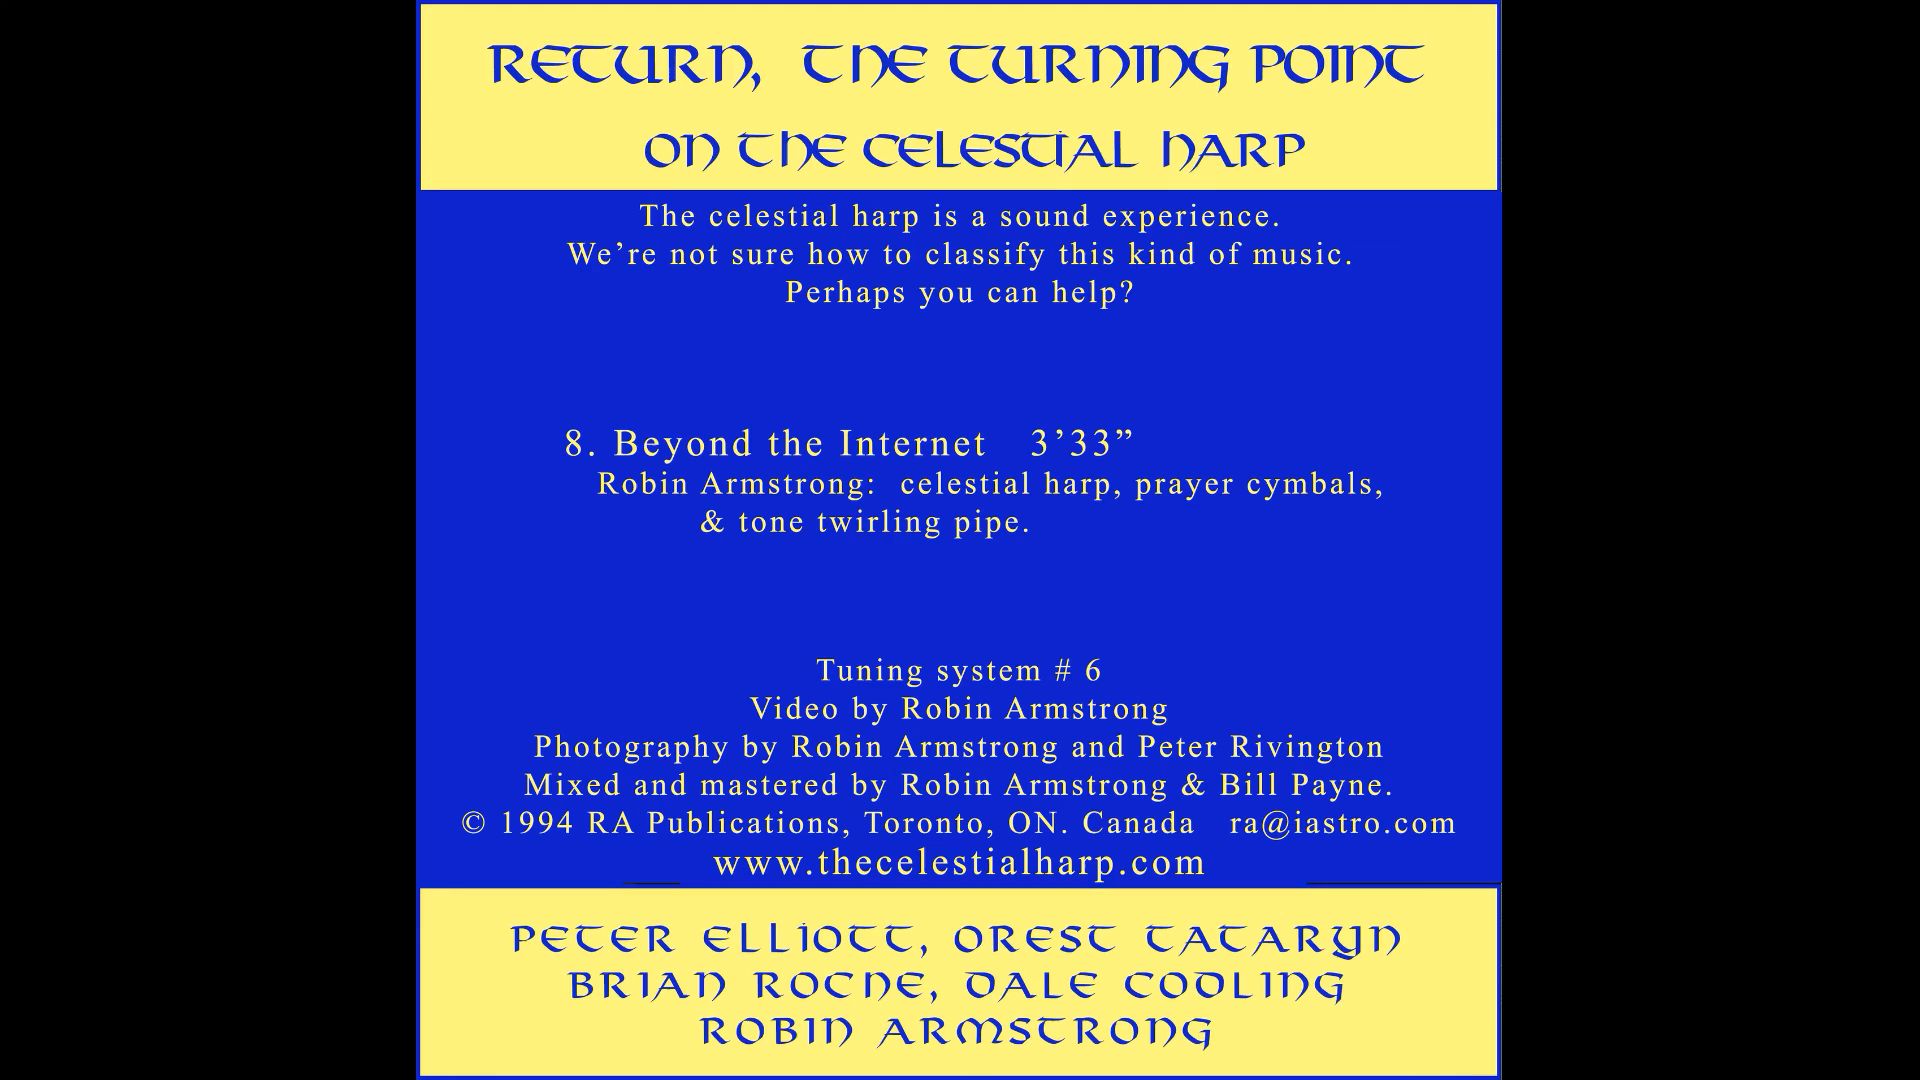 RETURN, THE TURNING POINT
ON THE CELESTIAL HARP
The celestial harp is a sound experience.
We’re not sure how to classify this kind of music.
Perhaps you can help?
8. Beyond the Internet 3’33”
Robin Armstrong: celestial harp, prayer cymbals,
& tone twirling pipe.
Tuning system # 6
Video by Robin Armstrong
Photography by Robin Armstrong and Peter Rivington
Mixed and mastered by Robin Armstrong & Bill Payne.
© 1994 RA Publications, Toronto, ON. Canada ra@iastro.com
www.thecelestialharp.com
PETER ELLIOTT, OREST TATARYN
BRIAN ROCHE, DALE COOLING
ROBIN ARMSTRONG